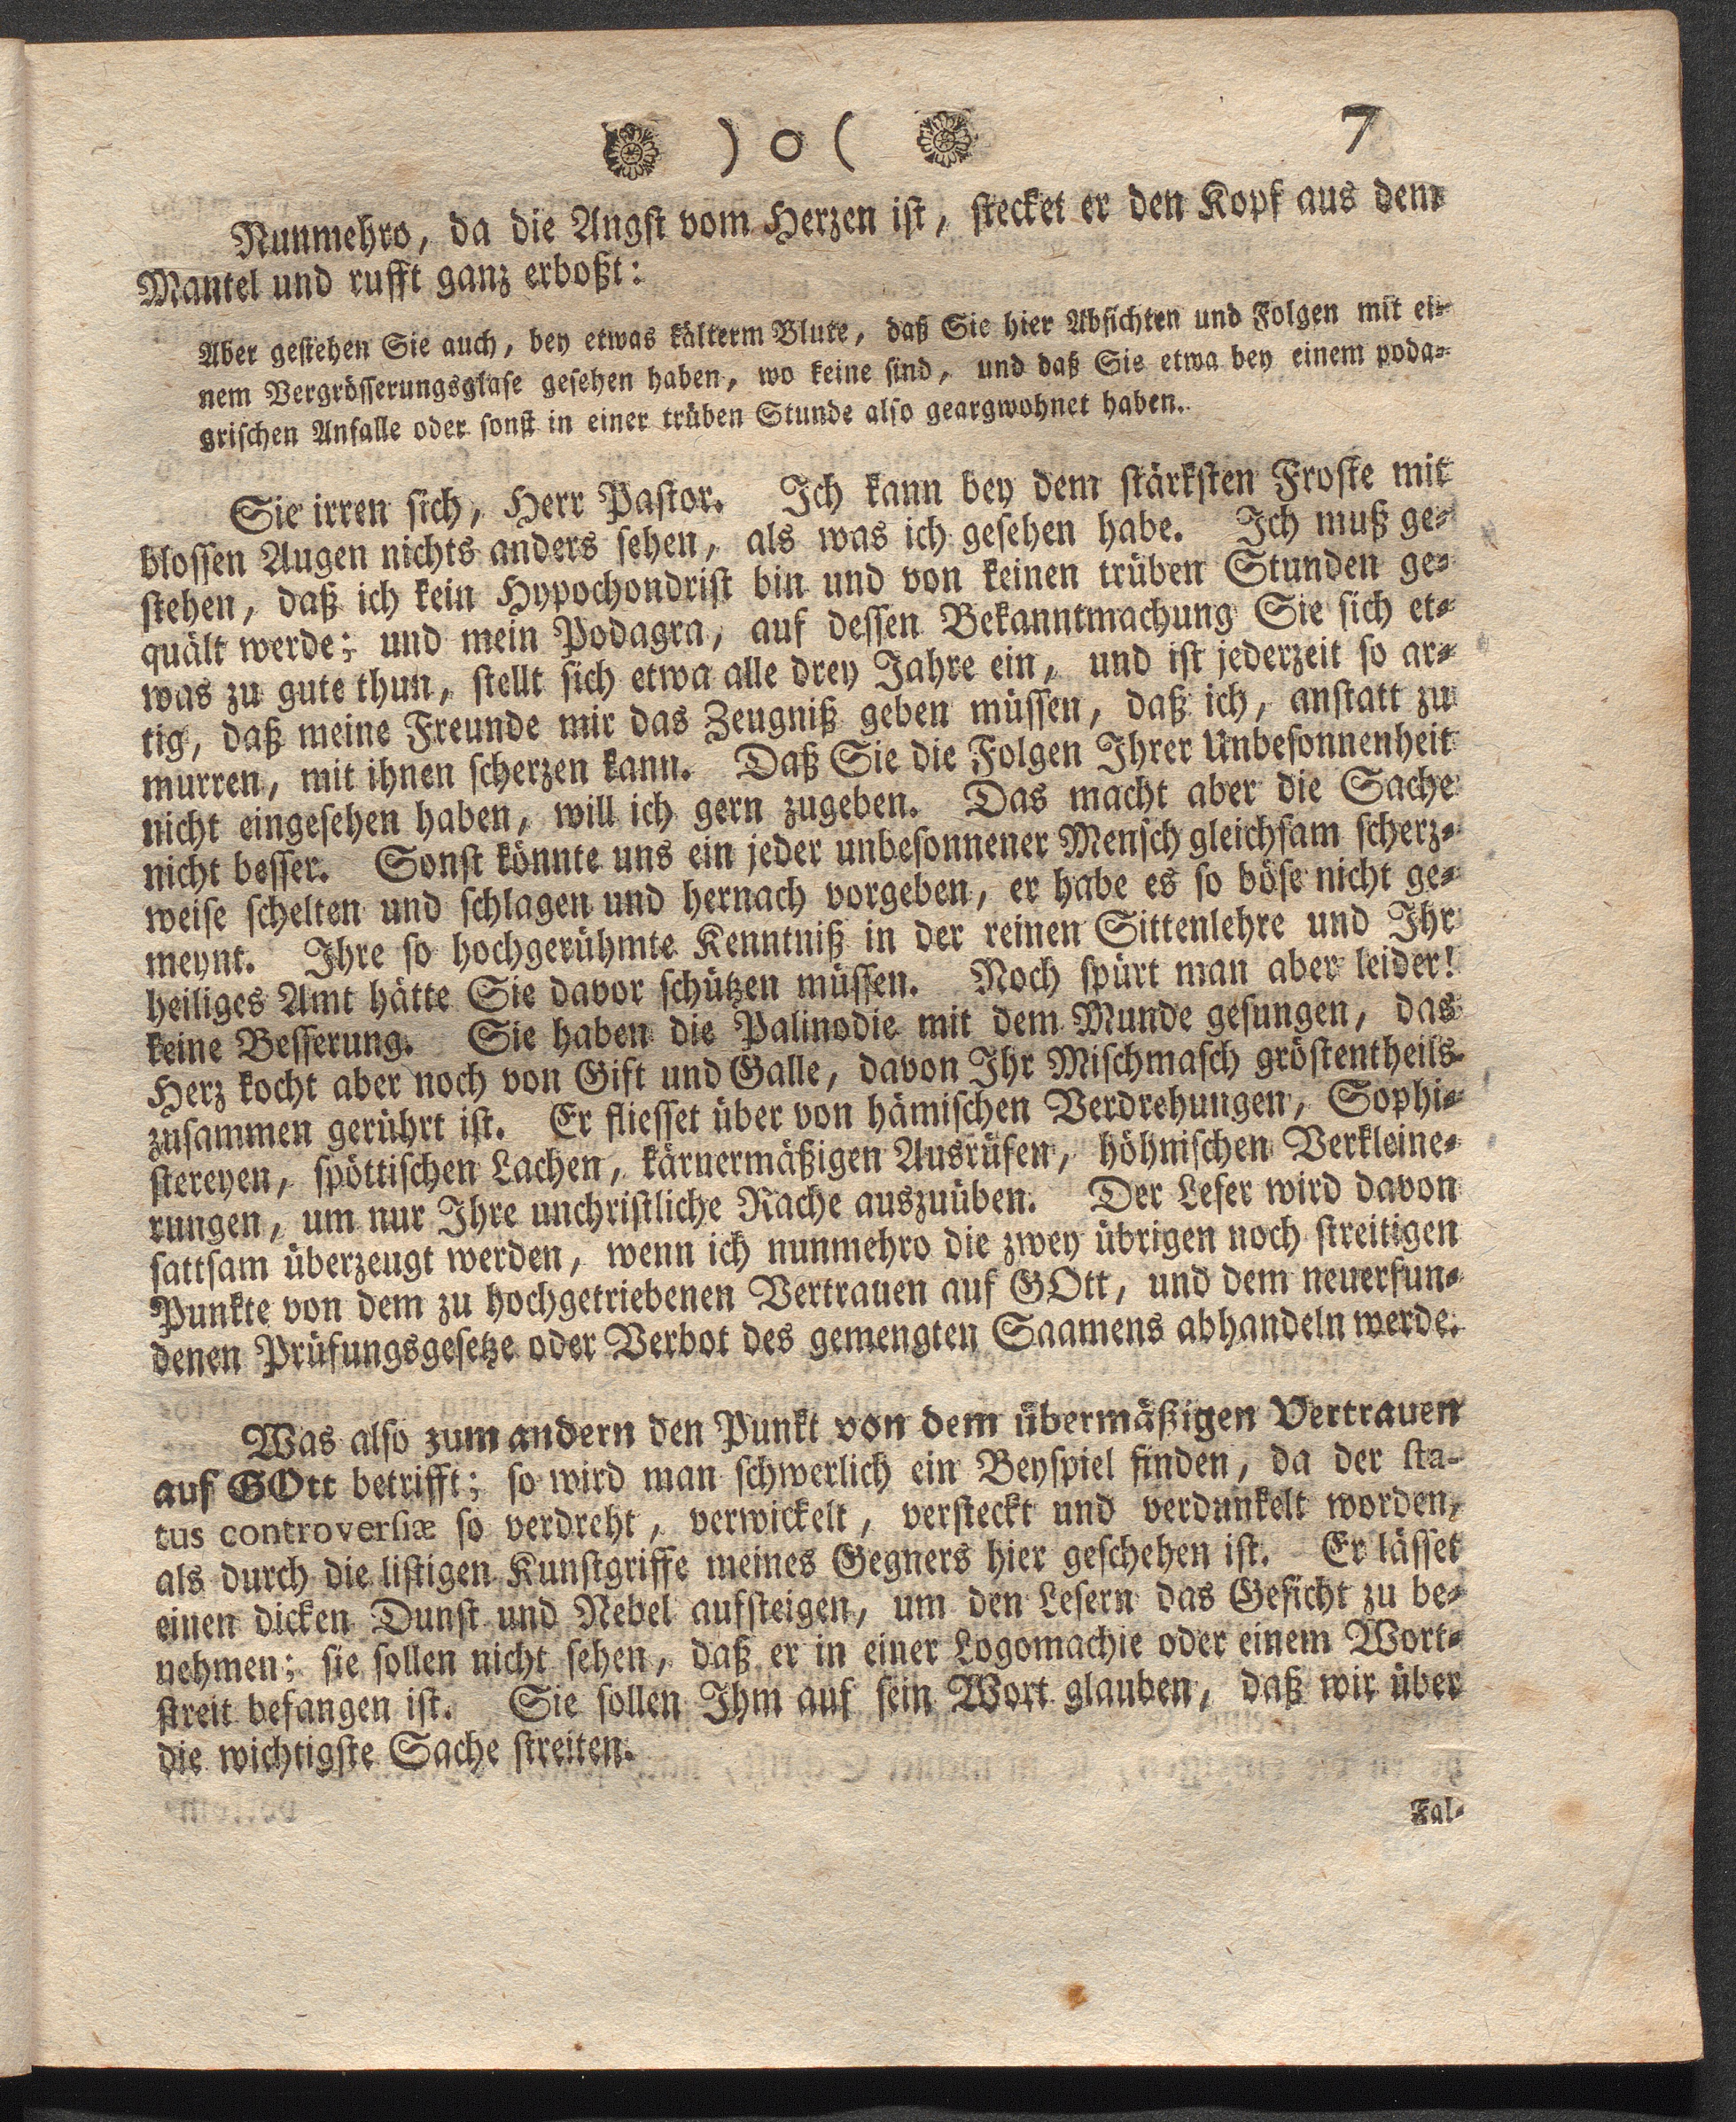 ) o ( 7
Nunmehro, da die Angst vom Herzen ist, stecket er den Kopf aus dem
Mantel und rufft ganz erboßt:
Aber gestehen Sie auch, bey etwas kälterm Blute, daß Sie hier Absichten und Folgen mit ei-
nem Vergrösserungsglase gesehen haben, wo keine sind, und daß Sie etwa bey einem poda-
grischen Anfalle oder sonst in einer trüben Stunde also geargwohnet haben.
Sie irren sich, Herr Pastor. Ich kann bey dem stärksten Froste mit
blossen Augen nichts anders sehen, als was ich gesehen habe. Ich muß ge-
stehen, daß ich kein Hypochondrist bin und von keinen trüben Stunden ge-
quält werde; und mein Podagra, auf dessen Bekanntmachung Sie sich et-
was zu gute thun, stellt sich etwa alle drey Jahre ein, und ist jederzeit so ar-
tig, daß meine Freunde mir das Zeugniß geben müssen, daß ich, anstatt zu
murren, mit ihnen scherzen kann. Daß Sie die Folgen Ihrer Unbesonnenheit
nicht eingesehen haben, will ich gern zugeben. Das macht aber die Sache
nicht besser. Sonst könnte uns ein jeder unbesonnener Mensch gleichsam scherz-
weise schelten und schlagen und hernach vorgeben, er habe es so böse nicht ge-
meynt. Ihre so hochgerühmte Kenntniß in der reinen Sittenlehre und Ihr
heiliges Amt hätte Sie davor schützen müssen. Noch spürt man aber leider!
keine Besserung. Sie haben die Palinodie mit dem Munde gesungen, das
Herz kocht aber noch von Gift und Galle, davon Ihr Mischmasch gröstentheils
zusammen gerührt ist. Er fliesset über von hämischen Verdrehungen, Sophi-
stereyen, spöttischen Lachen, kärnermäßigen Ausrüfen, höhnischen Verkleine-
rungen, um nur Ihre unchristliche Rache auszuüben. Der Leser wird davon
sattsam überzeugt werden, wenn ich nunmehro die zwey übrigen noch streitigen
Punkte von dem zu hochgetriebenen Vertrauen auf GOtt, und dem neuerfun-
denen Prüfungsgesetze oder Verbot des gemengten Saamens abhandeln werde.
Was also zum andern den Punkt von dem übermäßigen Vertrauen
auf GOtt betrifft; so wird man schwerlich ein Beyspiel finden, da der sta-
tus controversiæ so verdreht, verwickelt, versteckt und verdunkelt worden,
als durch die listigen Kunstgriffe meines Gegners hier geschehen ist. Er lässet
einen dicken Dunst und Nebel aufsteigen, um den Lesern das Gesicht zu be-
nehmen; sie sollen nicht sehen, daß er in einer Logomachie oder einem Wort-
streit befangen ist. Sie sollen Ihm auf sein Wort glauben, daß wir über
die wichtigste Sache streiten.
Fal-